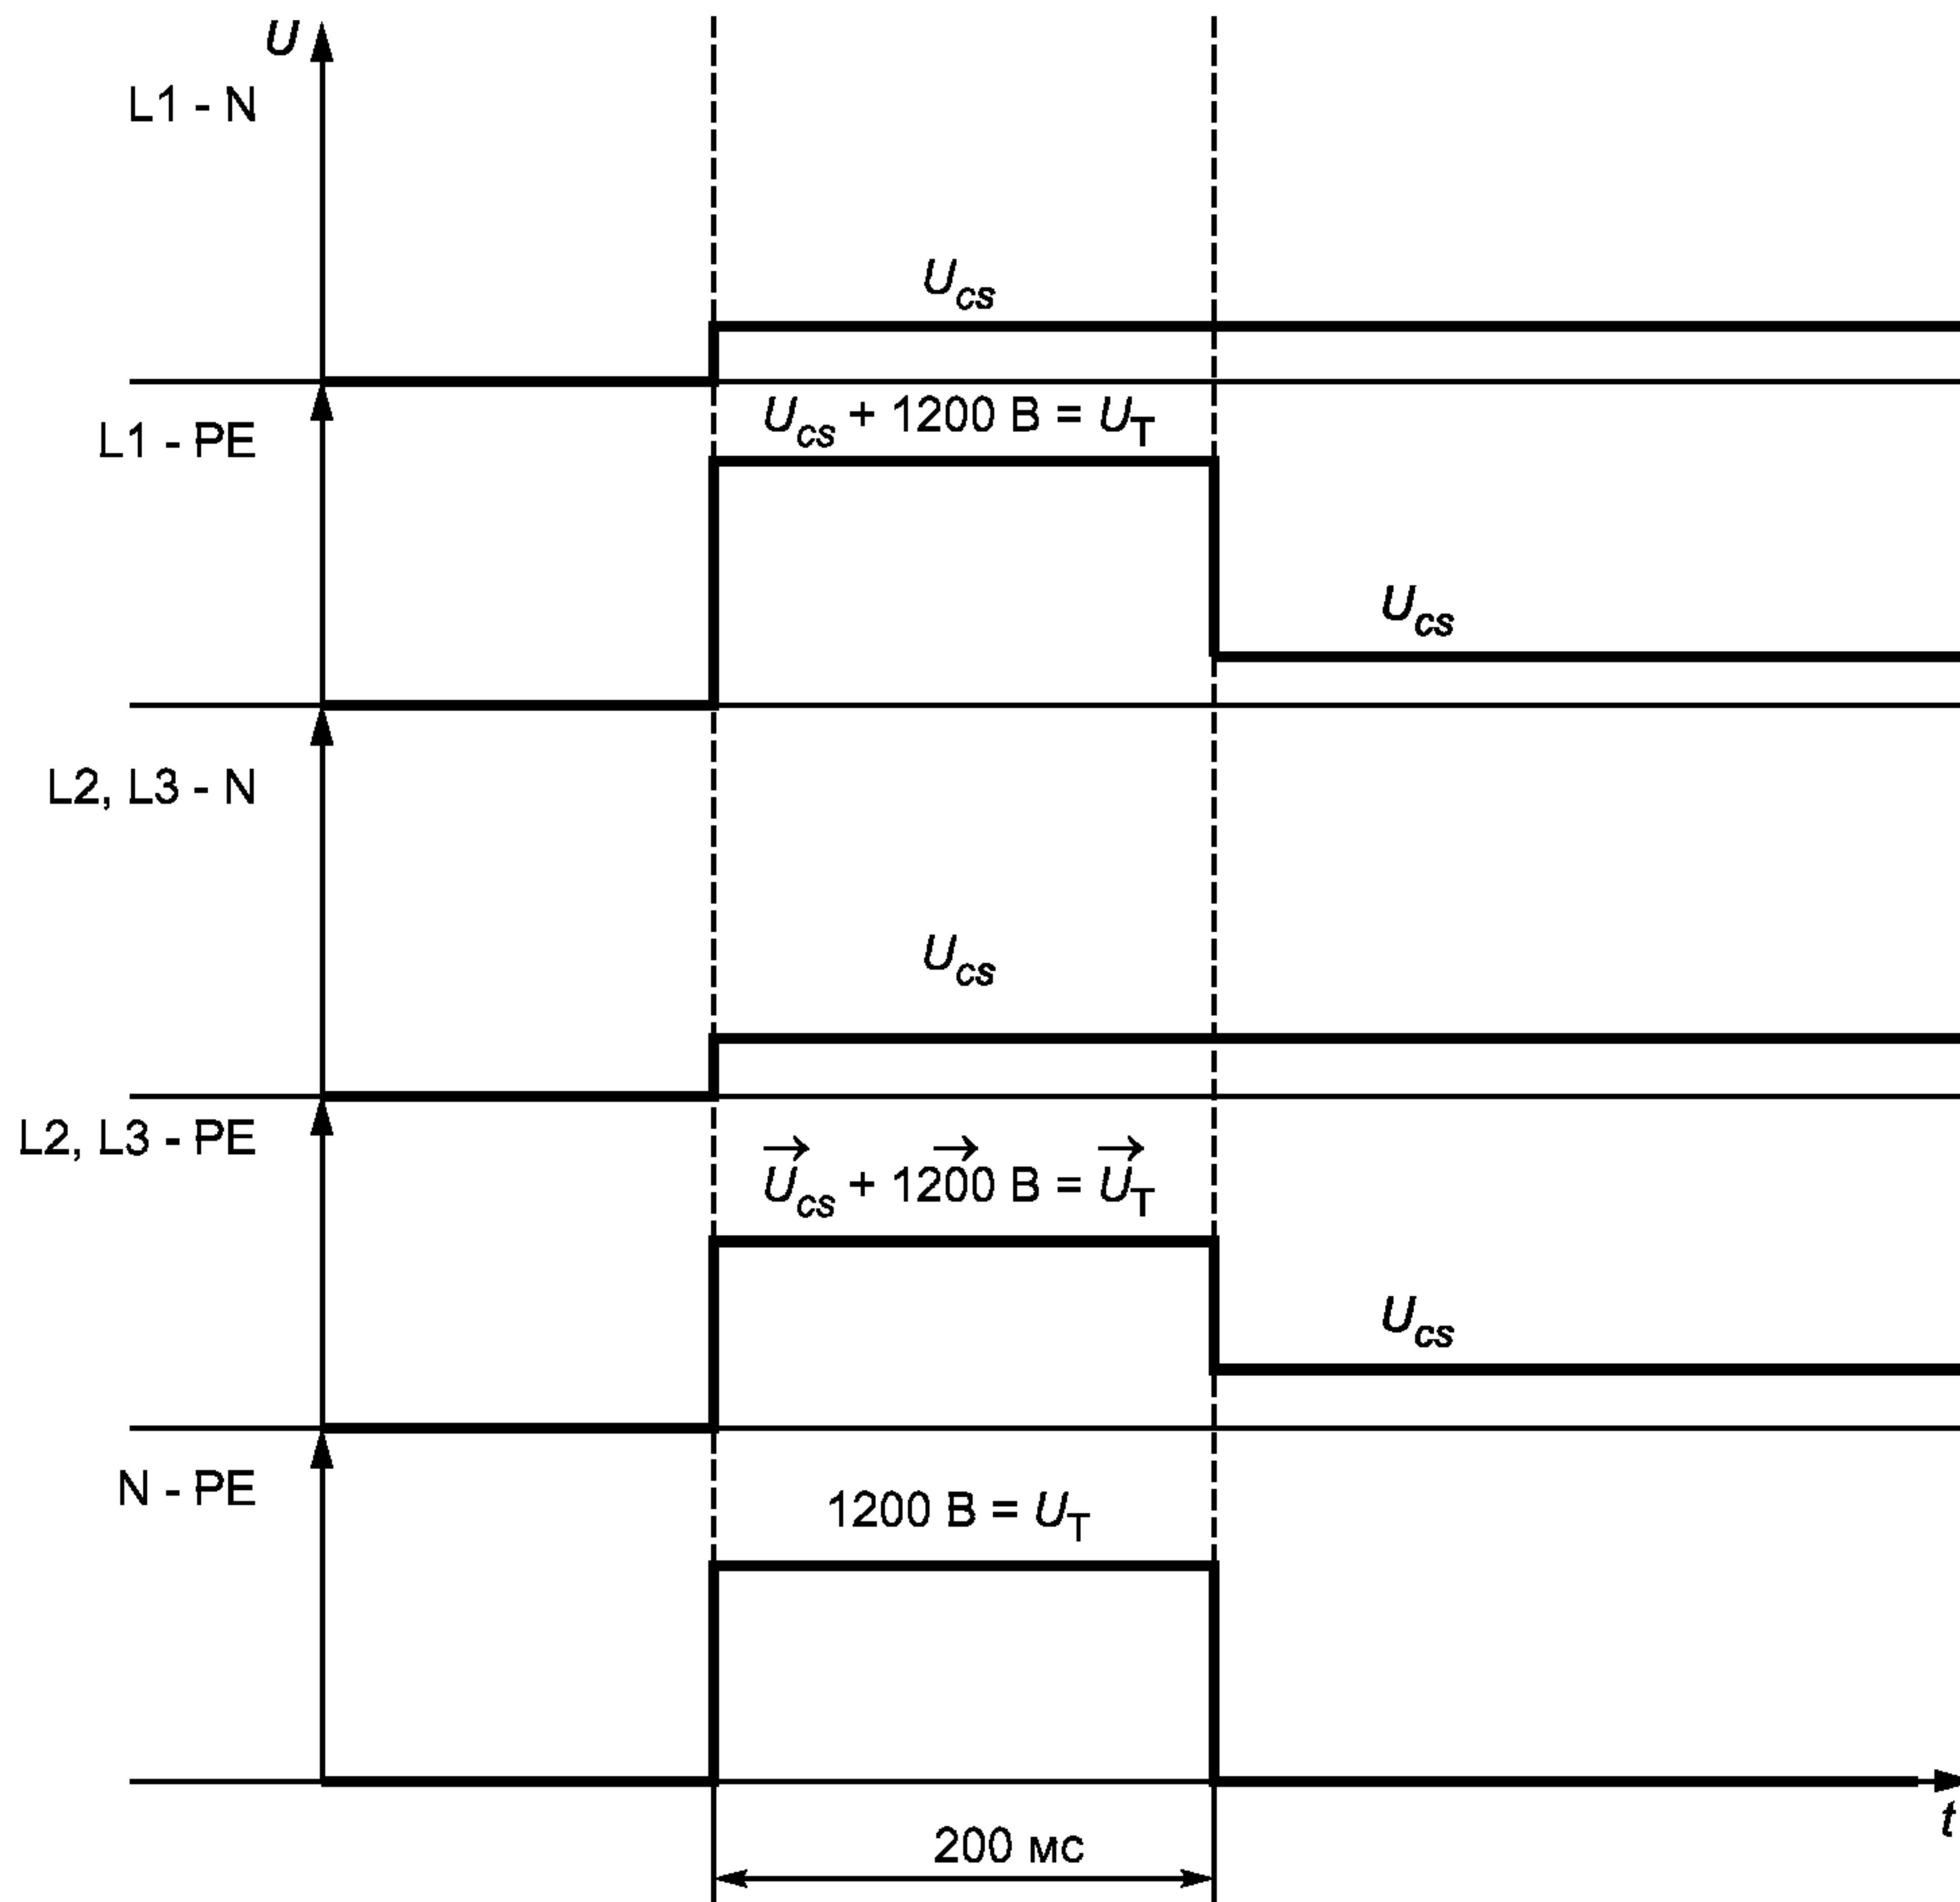 U
L1 - N
Ucs
L1 - PE
Ucs + 1200 В = UT
Ucs
L2, L3 - N
Ucs
L2, L3 - PE
Ucs + 1200 В = UT
Ucs
N - PE
1200 В = UT
t
200 мс